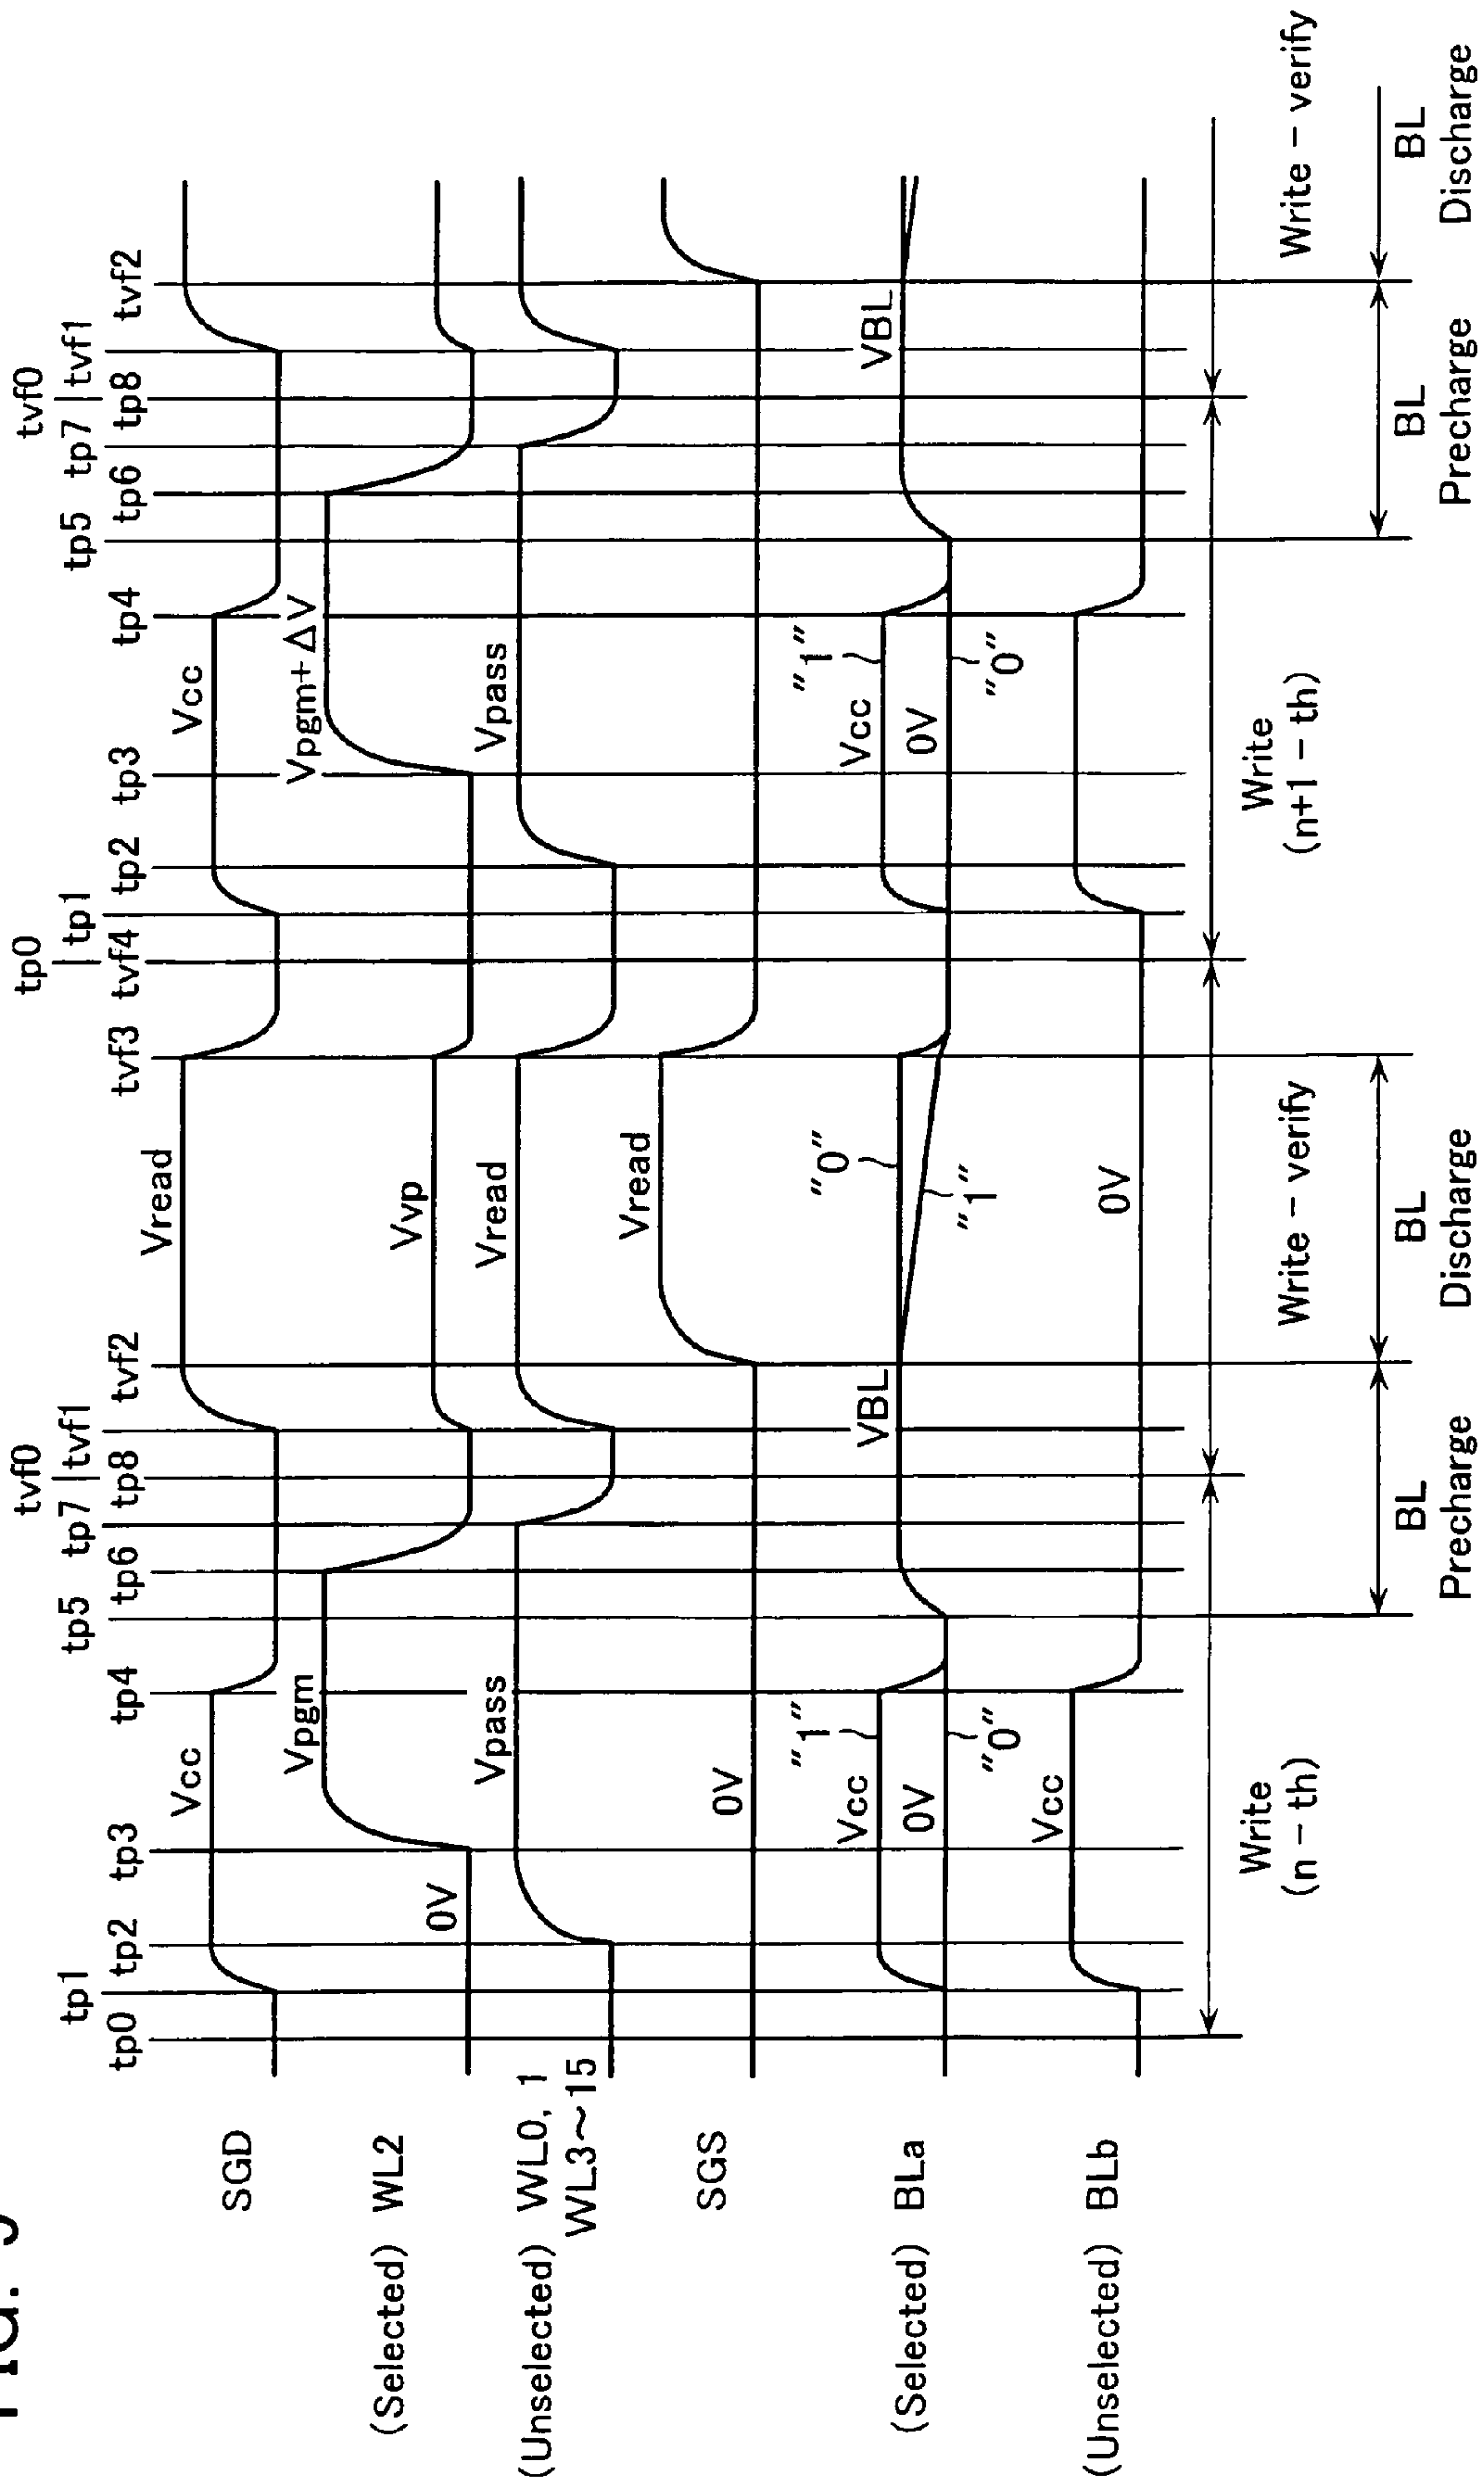 tp0 tp1 tp2 tp3 tp4 tp5 tp6 tp7 tvf0 tp8 tvf1 tvf2 tvf3 tp0 tvf4 tp1 tp2 tp3 tp4 tp5 tp6 tp7 tvf0 tp8 tvf1 tvf2
SGD Vcc Vread Vcc
(Selected) WL2 0V Vpgm Vvp Vpgm+ΔV
(Unselected) WL0, 1 Vpass Vread Vpass
WL3~15
SGS 0V Vread
(Selected) BLa Vcc "1" VBL "0" Vcc "1" VBL
0V "0" "1" 0V "0"
(Unselected) BLb Vcc 0V
Write Write-verify Write Write-verify
(n-th) (n+1-th)
BL BL BL BL
Precharge Discharge Precharge Discharge